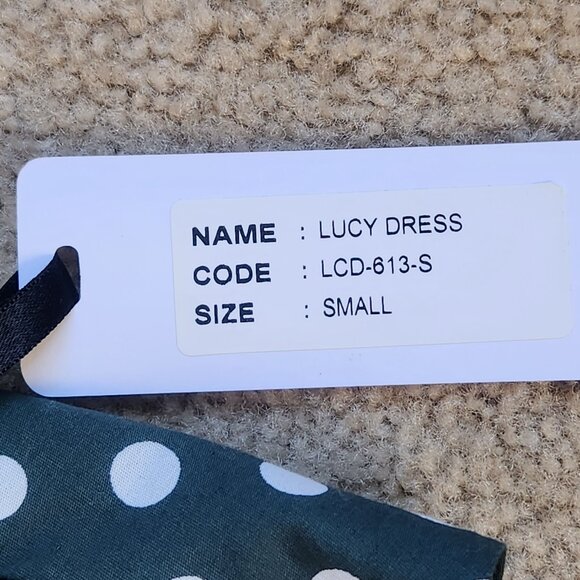 NAME : LUCY DRESS
CODE : LCD-613-S
SIZE : SMALL